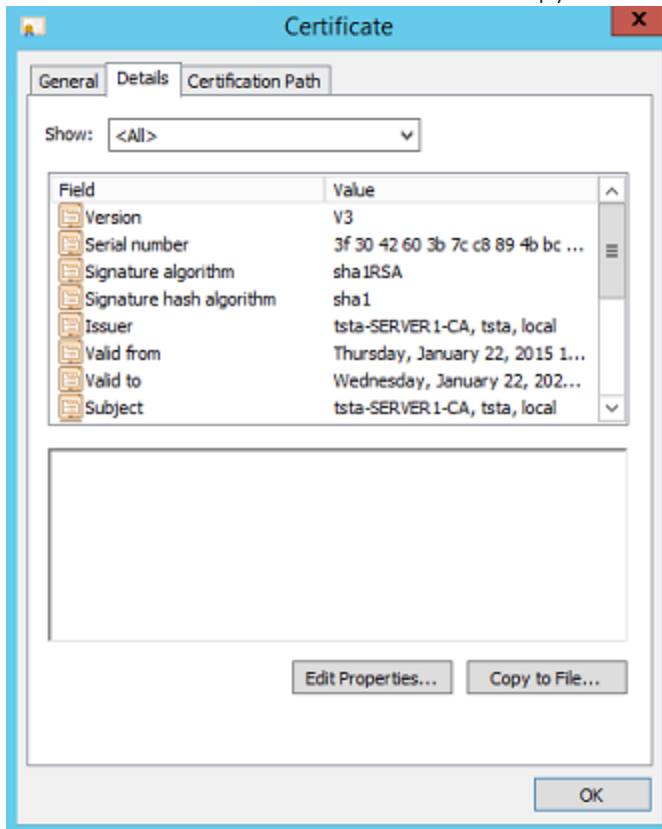 Certificate
General Details Certification Path
Show: <All>
Field Value
Version V3
Serial number 3f 30 42 60 3b 7c c8 89 4b bc ...
Signature algorithm sha1RSA
Signature hash algorithm sha1
Issuer tsta-SERVER1-CA, tsta, local
Valid from Thursday, January 22, 2015 1...
Valid to Wednesday, January 22, 202...
Subject tsta-SERVER1-CA, tsta, local
Edit Properties... Copy to File...
OK